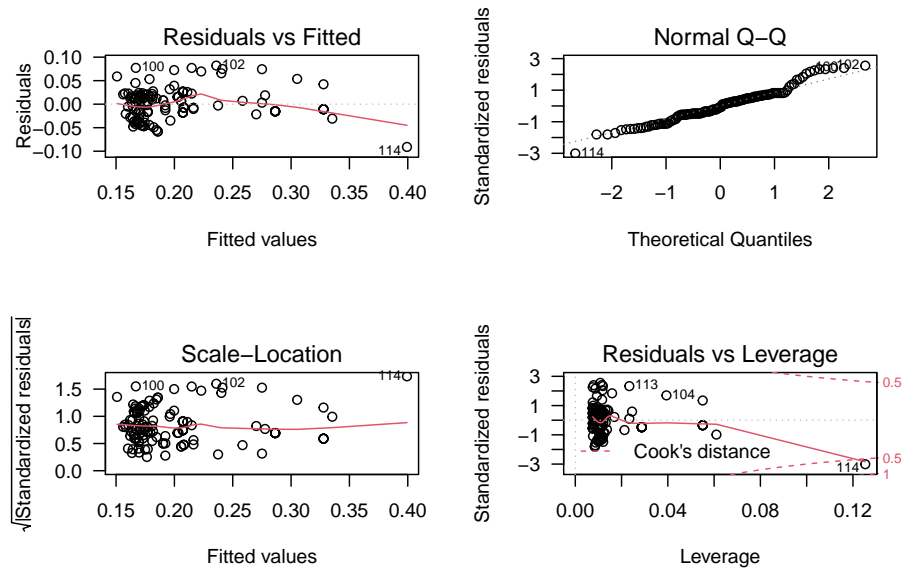 Residuals vs Fitted
Residuals
0.10
0.05
0.00
−0.05
−0.10
100
102
114
0.15 0.20 0.25 0.30 0.35 0.40
Fitted values
Normal Q−Q
Standardized residuals
3
1
−1
−3
102
114
−2 −1 0 1 2
Theoretical Quantiles
Scale−Location
√|Standardized residuals|
1.5
1.0
0.5
0.0
100
102
114
0.15 0.20 0.25 0.30 0.35 0.40
Fitted values
Residuals vs Leverage
Standardized residuals
3
1
−1
−3
113
104
114
Cook's distance
0.5
0.5
1
0.00 0.04 0.08 0.12
Leverage